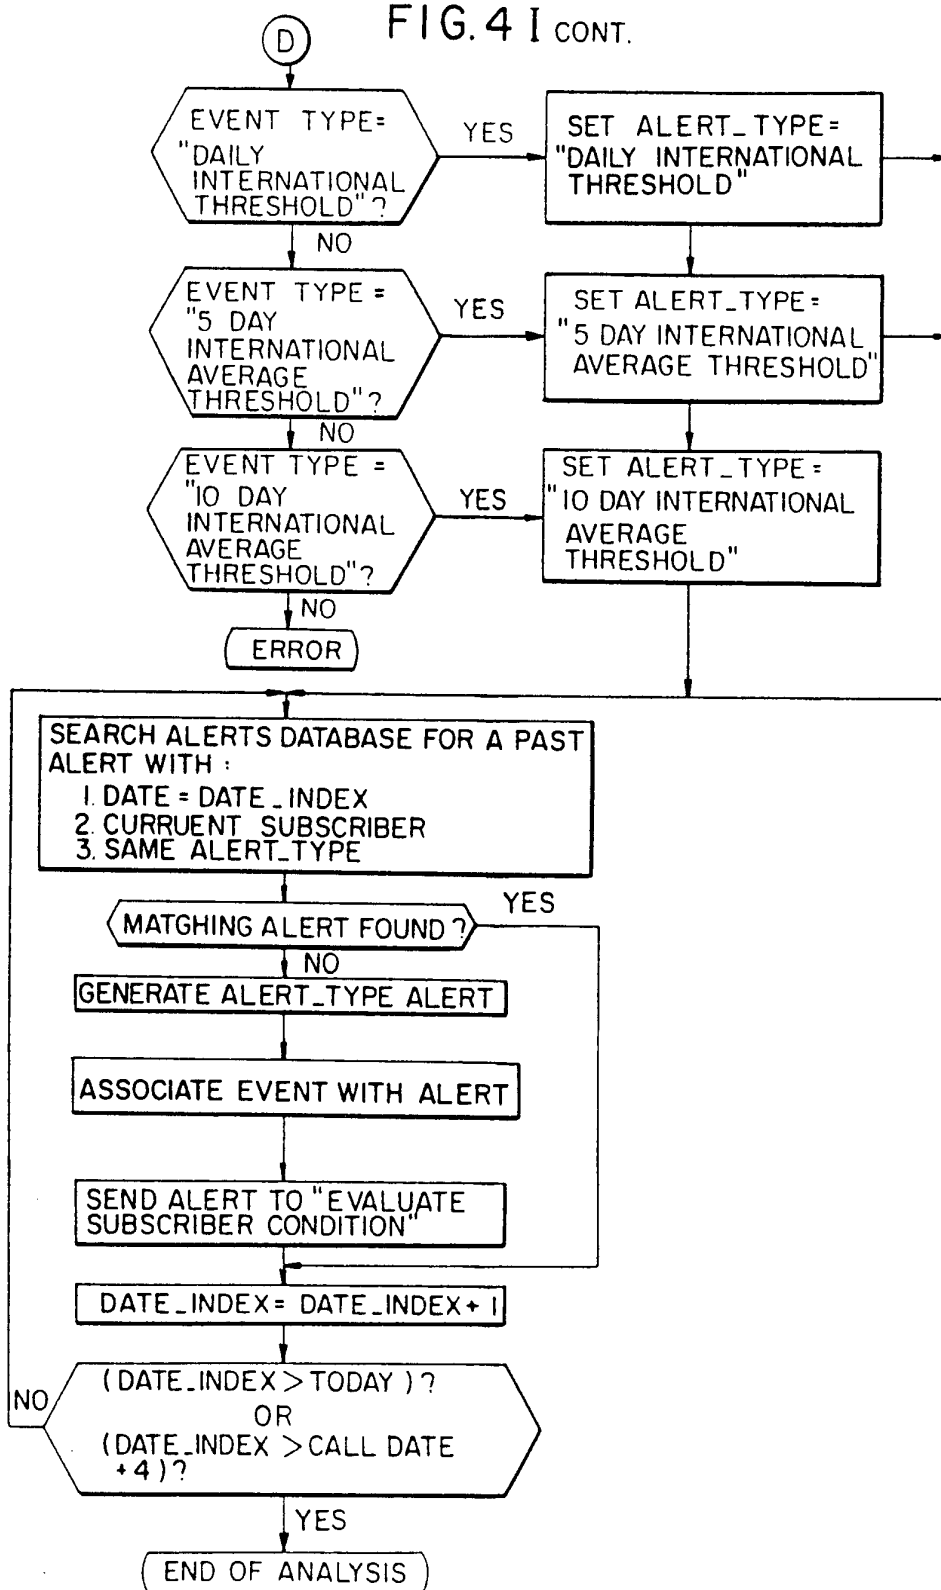 FIG. 4 I CONT.
D
EVENT TYPE=
"DAILY
INTERNATIONAL
THRESHOLD"?
YES
SET ALERT_TYPE=
"DAILY INTERNATIONAL
THRESHOLD"
NO
EVENT TYPE =
"5 DAY
INTERNATIONAL
AVERAGE
THRESHOLD"?
YES
SET ALERT_TYPE=
"5 DAY INTERNATIONAL
AVERAGE THRESHOLD"
NO
EVENT TYPE =
"10 DAY
INTERNATIONAL
AVERAGE
THRESHOLD"?
YES
SET ALERT_TYPE=
"10 DAY INTERNATIONAL
AVERAGE
THRESHOLD"
NO
ERROR
SEARCH ALERTS DATABASE FOR A PAST
ALERT WITH :
1. DATE = DATE_INDEX
2. CURRUENT SUBSCRIBER
3. SAME ALERT_TYPE
MATGHING ALERT FOUND ?
YES
NO
GENERATE ALERT_TYPE ALERT
ASSOCIATE EVENT WITH ALERT
SEND ALERT TO "EVALUATE
SUBSCRIBER CONDITION"
DATE_INDEX= DATE_INDEX+ 1
(DATE_INDEX > TODAY )?
OR
(DATE_INDEX > CALL DATE
+4)?
NO
YES
END OF ANALYSIS